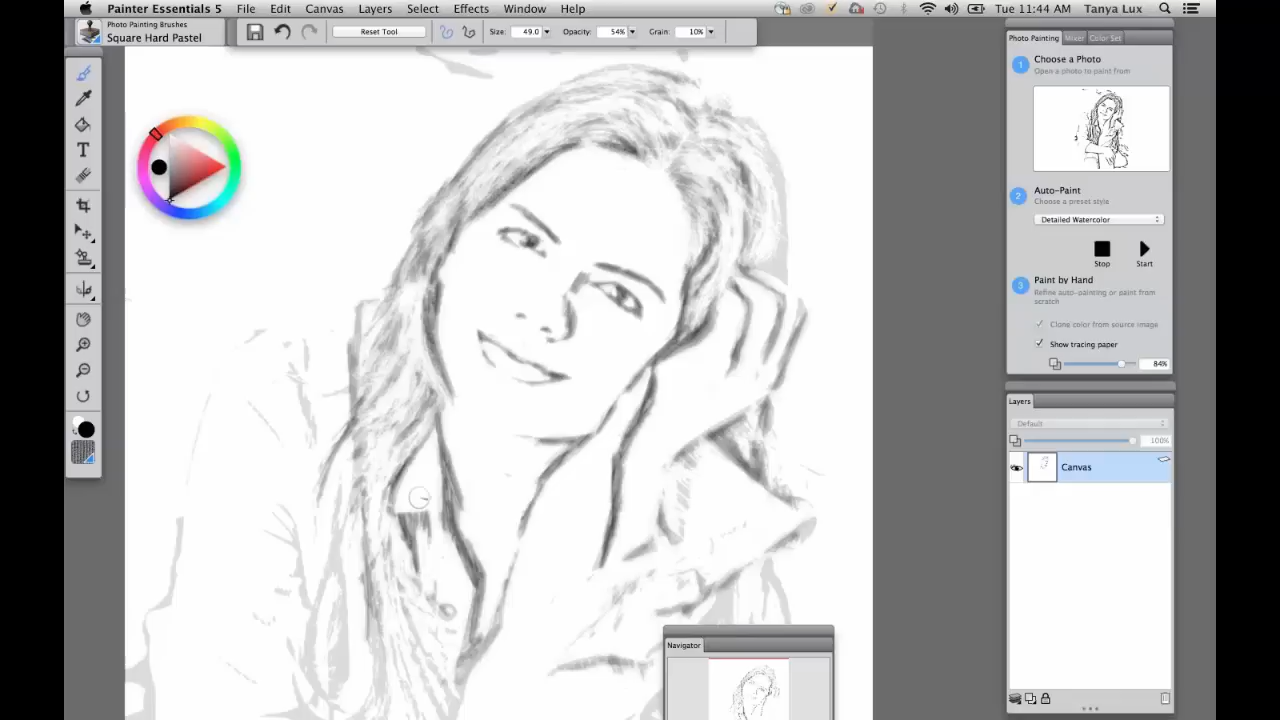 Painter Essentials 5 File Edit Canvas Layers Select Effects Window Help Tue 11:44 AM Tanya Lux
Photo Painting Brushes
Square Hard Pastel
Reset Tool Size: 49.0 Opacity: 54% Grain: 10%
Photo Painting Mixer Color Set
1 Choose a Photo
Open a photo to paint from
2 Auto-Paint
Choose a preset style
Detailed Watercolor
Stop Start
3 Paint by Hand
Refine auto-painting or paint from
scratch
Clone color from source image
Show tracing paper
84%
Layers
Default
100%
Canvas
Navigator
T